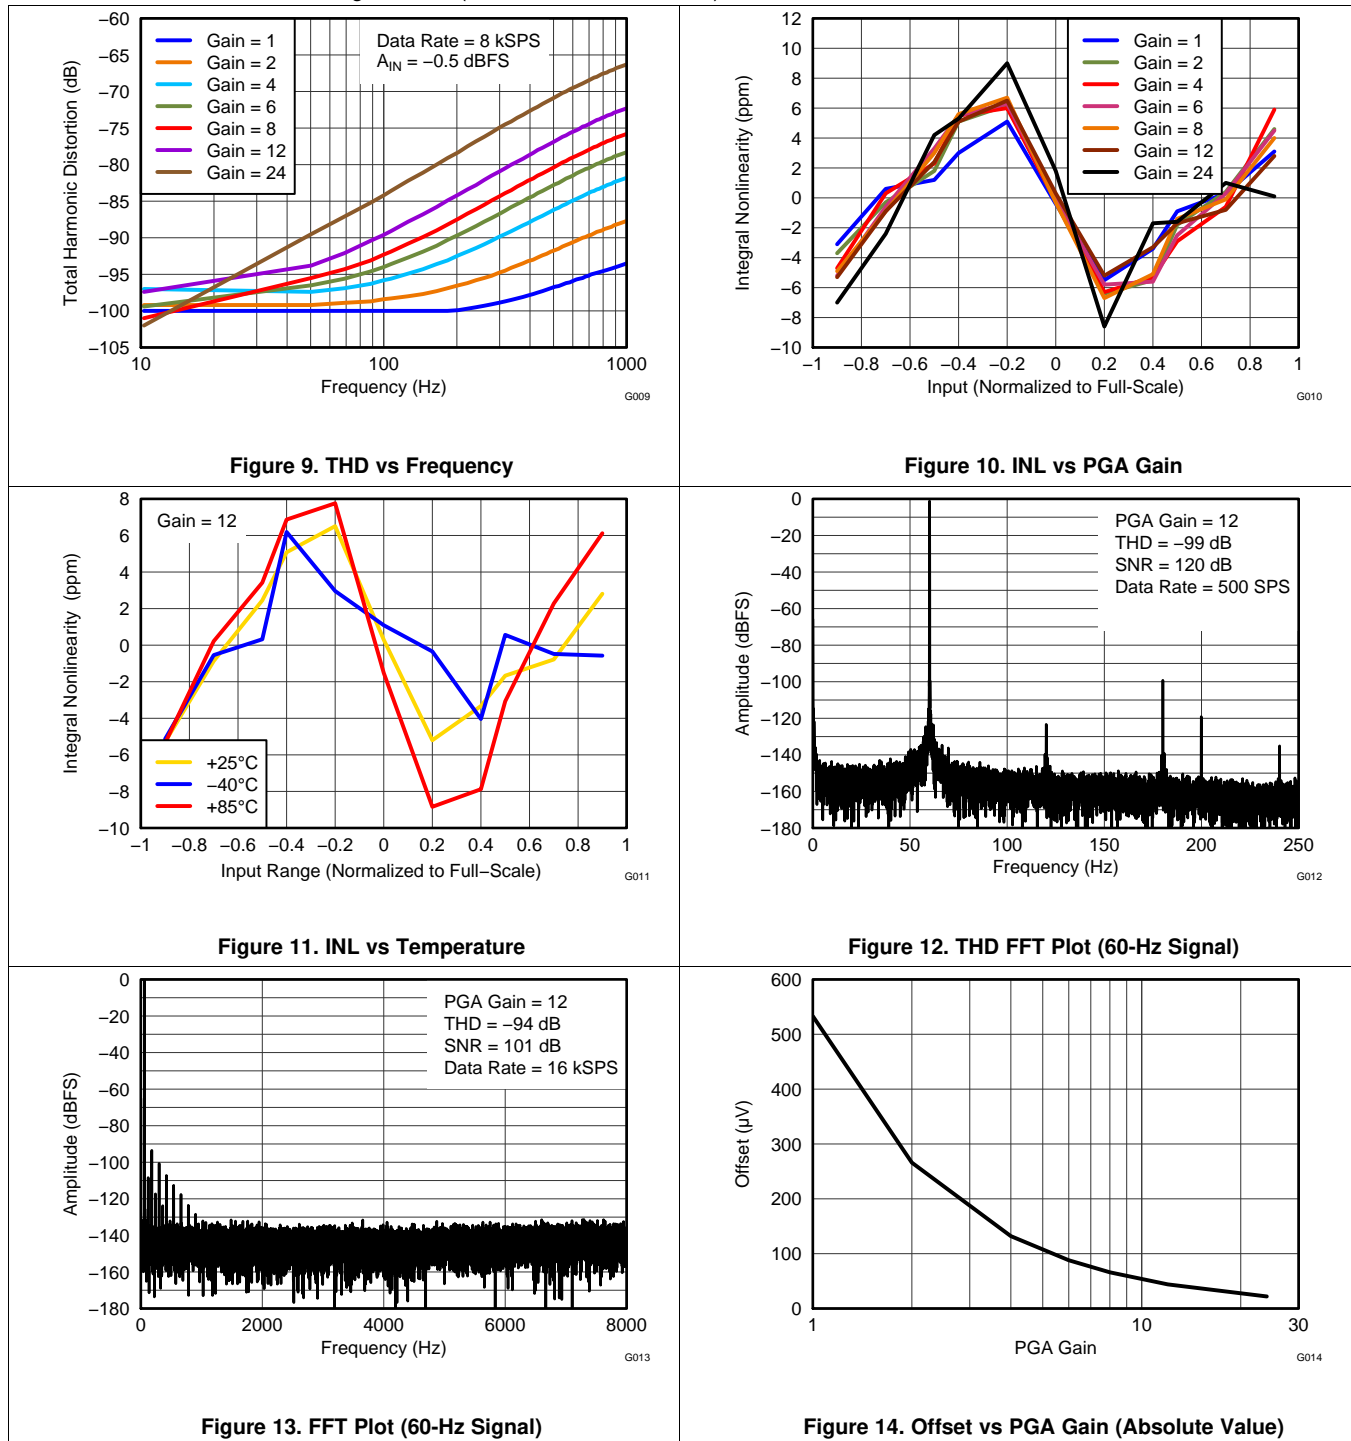 −60
−65
−70
−75
−80
−85
−90
−95
−100
−105
Total Harmonic Distortion (dB)
Gain = 1
Gain = 2
Gain = 4
Gain = 6
Gain = 8
Gain = 12
Gain = 24
Data Rate = 8 kSPS
AIN = −0.5 dBFS
10
100
1000
Frequency (Hz)
G009
Figure 9. THD vs Frequency
12
10
8
6
4
2
0
−2
−4
−6
−8
−10
Integral Nonlinearity (ppm)
Gain = 1
Gain = 2
Gain = 4
Gain = 6
Gain = 8
Gain = 12
Gain = 24
−1 −0.8 −0.6 −0.4 −0.2 0 0.2 0.4 0.6 0.8 1
Input (Normalized to Full-Scale)
G010
Figure 10. INL vs PGA Gain
8
6
4
2
0
−2
−4
−6
−8
−10
Integral Nonlinearity (ppm)
Gain = 12
+25°C
−40°C
+85°C
−1 −0.8 −0.6 −0.4 −0.2 0 0.2 0.4 0.6 0.8 1
Input Range (Normalized to Full−Scale)
G011
Figure 11. INL vs Temperature
0
−20
−40
−60
−80
−100
−120
−140
−160
−180
Amplitude (dBFS)
PGA Gain = 12
THD = −99 dB
SNR = 120 dB
Data Rate = 500 SPS
0 50 100 150 200 250
Frequency (Hz)
G012
Figure 12. THD FFT Plot (60-Hz Signal)
0
−20
−40
−60
−80
−100
−120
−140
−160
−180
Amplitude (dBFS)
PGA Gain = 12
THD = −94 dB
SNR = 101 dB
Data Rate = 16 kSPS
0 2000 4000 6000 8000
Frequency (Hz)
G013
Figure 13. FFT Plot (60-Hz Signal)
600
500
400
300
200
100
0
Offset (µV)
1 10 30
PGA Gain
G014
Figure 14. Offset vs PGA Gain (Absolute Value)